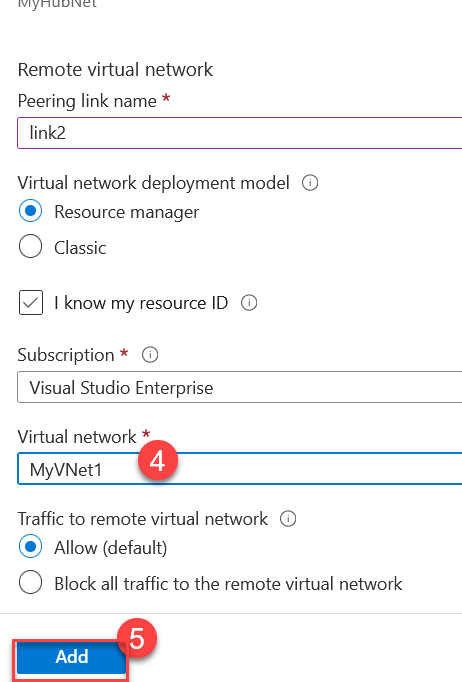 MyHubNet
Remote virtual network
Peering link name *
link2
Virtual network deployment model
Resource manager
Classic
I know my resource ID
Subscription *
Visual Studio Enterprise
Virtual network *
4
MyVNet1
Traffic to remote virtual network
Allow (default)
Block all traffic to the remote virtual network
5
Add